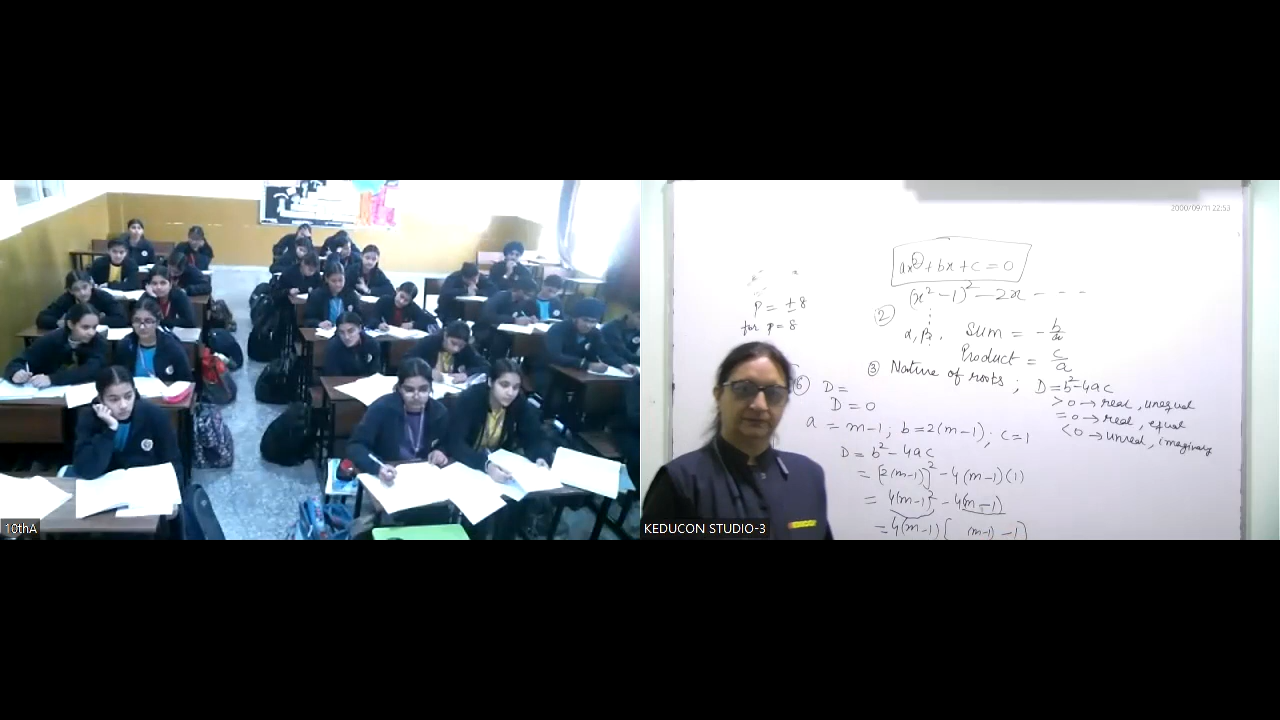 2000/09/11 22:53
ax² + bx + c = 0
(x² - 1)² - 2x - - -
p = ± 8
for p = 8
②
α, β, Sum = - b/a
Product = c/a
③ Nature of roots ; D = b² - 4ac
> 0 → real, unequal
= 0 → real, equal
< 0 → unreal, imaginary
⑥ D =
D = 0
a = m-1 ; b = 2(m-1) ; c = 1
D = b² - 4ac
= [2(m-1)]² - 4(m-1)(1)
= 4(m-1)² - 4(m-1)
= 4(m-1) [ (m-1) - 1]
10thA
KEDUCON STUDIO-3